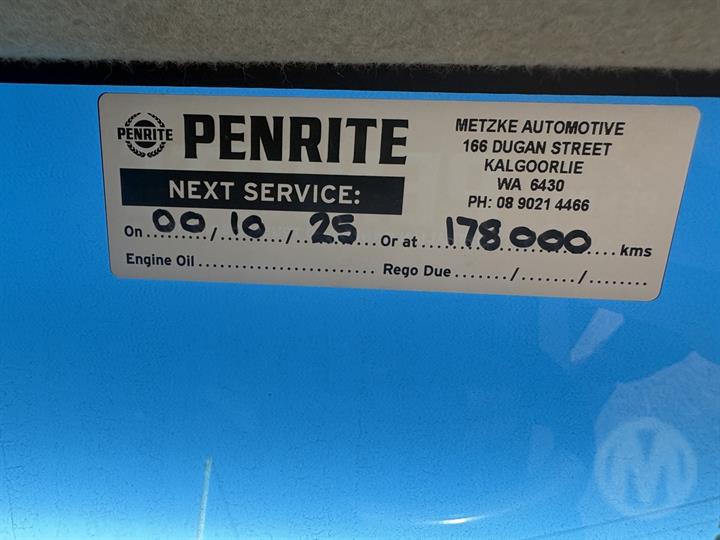 PENRITE PENRITE
NEXT SERVICE:
METZKE AUTOMOTIVE
166 DUGAN STREET
KALGOORLIE
WA 6430
PH: 08 9021 4466
On 00/10/25 Or at 178000 kms
Engine Oil .............................. Rego Due ......./......./........
M